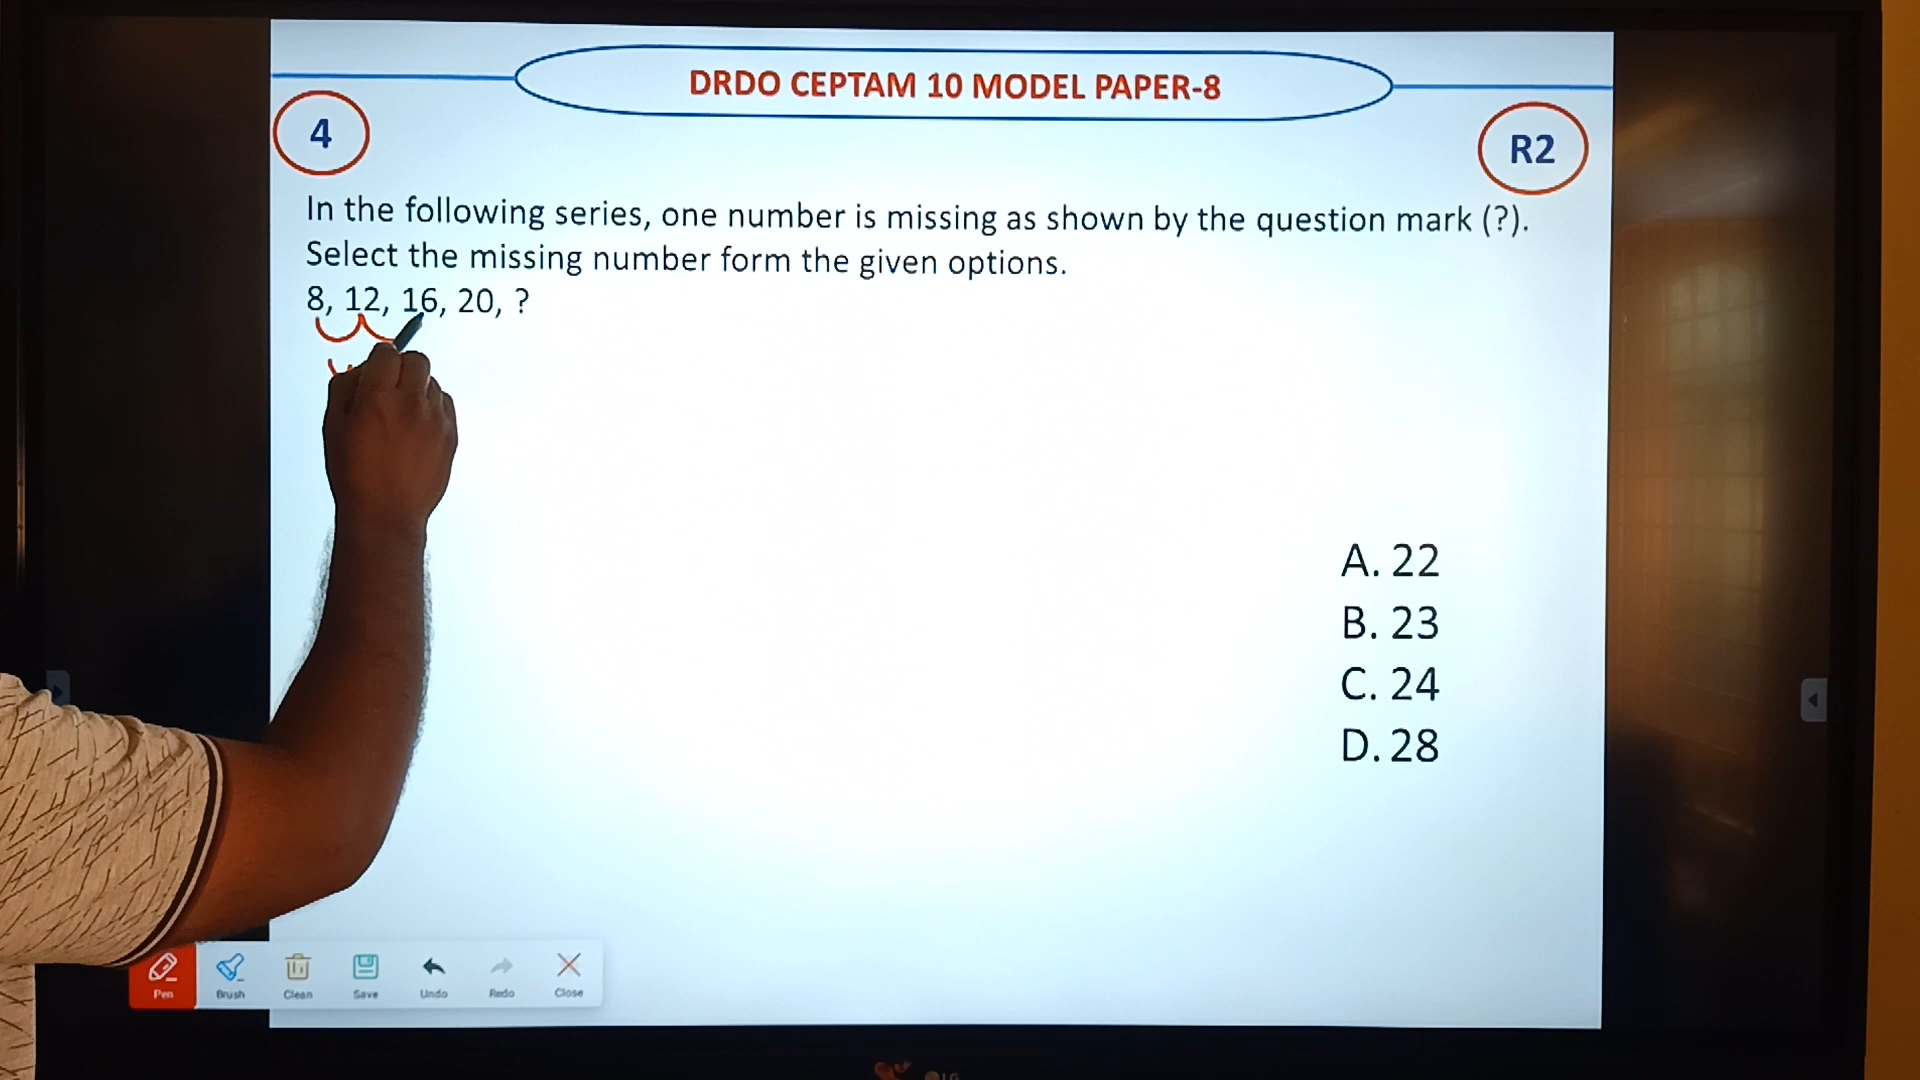 DRDO CEPTAM 10 MODEL PAPER-8
4
R2
In the following series, one number is missing as shown by the question mark (?).
Select the missing number form the given options.
8, 12, 16, 20, ?
A. 22
B. 23
C. 24
D. 28
Pen Brush Clean Save Undo Redo Close
LG